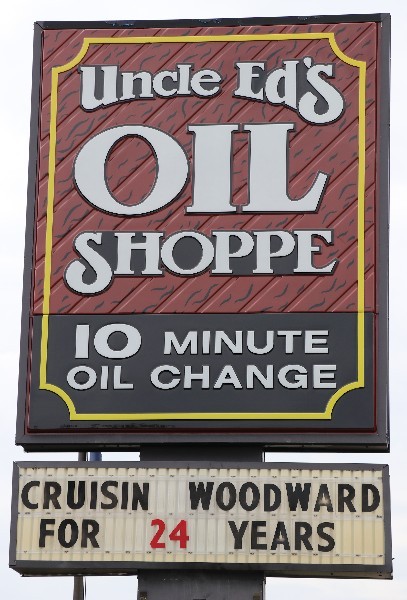 Uncle Ed's
OIL
SHOPPE
10 MINUTE
OIL CHANGE
CRUISIN WOODWARD
FOR 24 YEARS